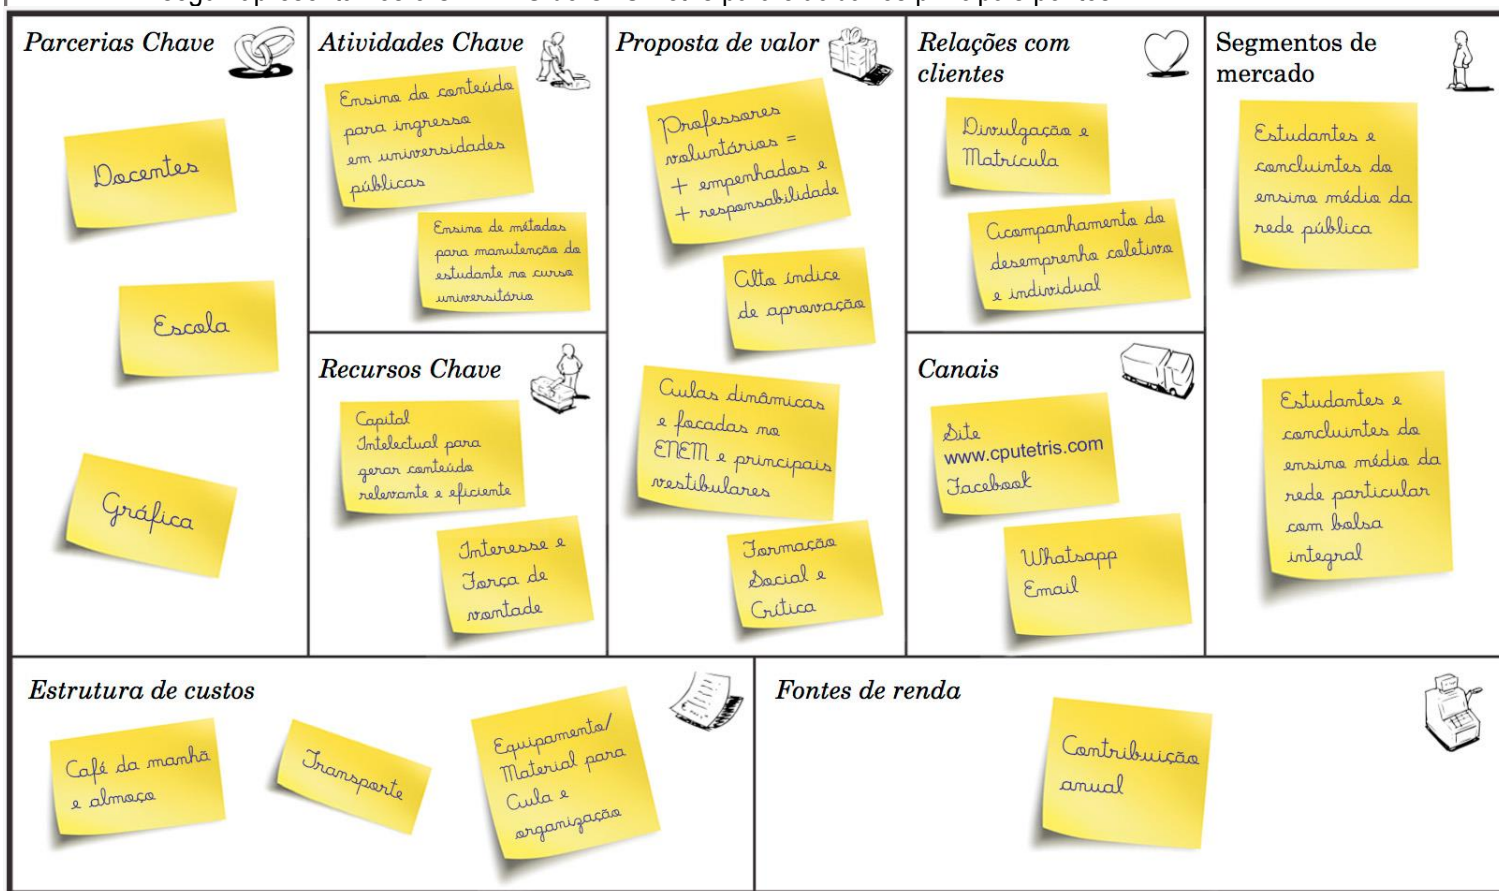 Parcerias Chave
Docentes
Escola
Gráfica
Atividades Chave
Ensino do conteúdo
para ingresso
em universidades
públicas
Ensino de métodos
para manutenção do
estudante no curso
universitário
Recursos Chave
Capital
Intelectual para
gerar conteúdo
relevante e eficiente
Interesse e
Força de
vontade
Proposta de valor
Professores
voluntários =
+ empenhados e
+ responsabilidade
Alto índice
de aprovação
Aulas dinâmicas
e focadas no
ENEM e principais
vestibulares
Formação
Social e
Crítica
Relações com
clientes
Divulgação e
Matrícula
Acompanhamento do
desemprenho coletivo
e individual
Canais
Site
www.cputetris.com
Facebook
Whatsapp
Email
Segmentos de
mercado
Estudantes e
concluintes do
ensino médio da
rede pública
Estudantes e
concluintes do
ensino médio da
rede particular
com bolsa
integral
Estrutura de custos
Café da manhã
e almoço
Transporte
Equipamento/
Material para
Aula e
organização
Fontes de renda
Contribuição
anual